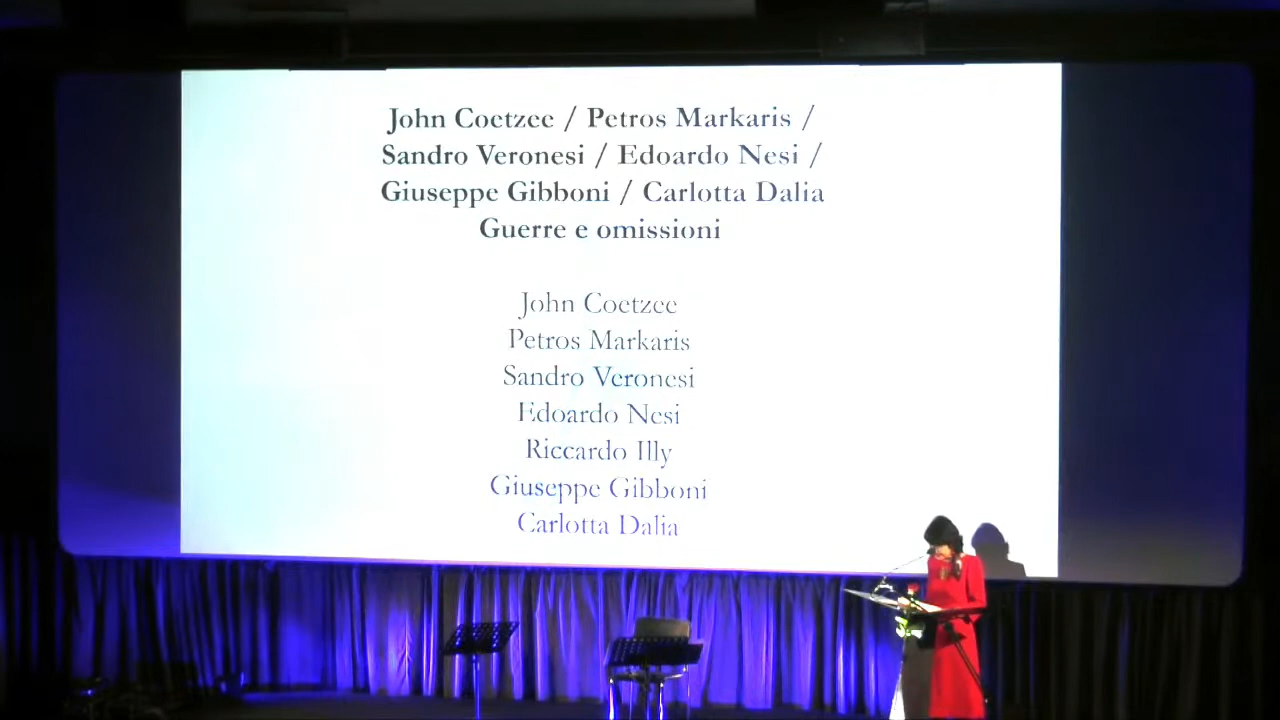 John Coetzee / Petros Markaris /
Sandro Veronesi / Edoardo Nesi /
Giuseppe Gibboni / Carlotta Dalia
Guerre e omissioni
John Coetzee
Petros Markaris
Sandro Veronesi
Edoardo Nesi
Riccardo Illy
Giuseppe Gibboni
Carlotta Dalia